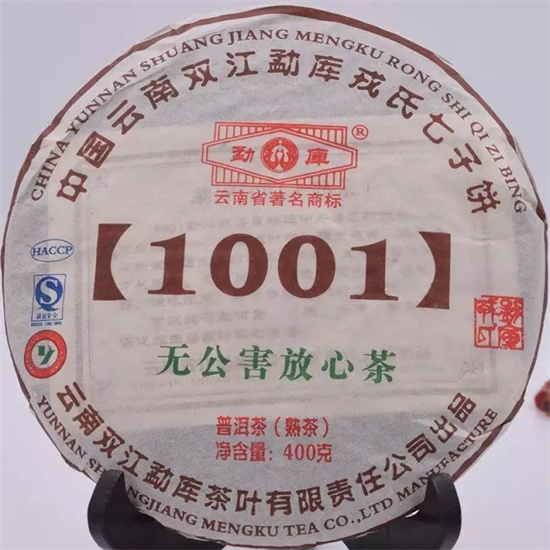 CHINA YUNNAN SHUANG JIANG MENGKU RONG SHI QI ZI BING
中国云南双江勐库戎氏七子饼
勐 库 ®
云南省著名商标
【1001】
HACCP
无公害放心茶
普洱茶（熟茶）
净含量：400克
云南双江勐库茶叶有限责任公司出品
YUNNAN SHUANGJIANG MENGKU TEA CO.,LTD MANUFACTURED